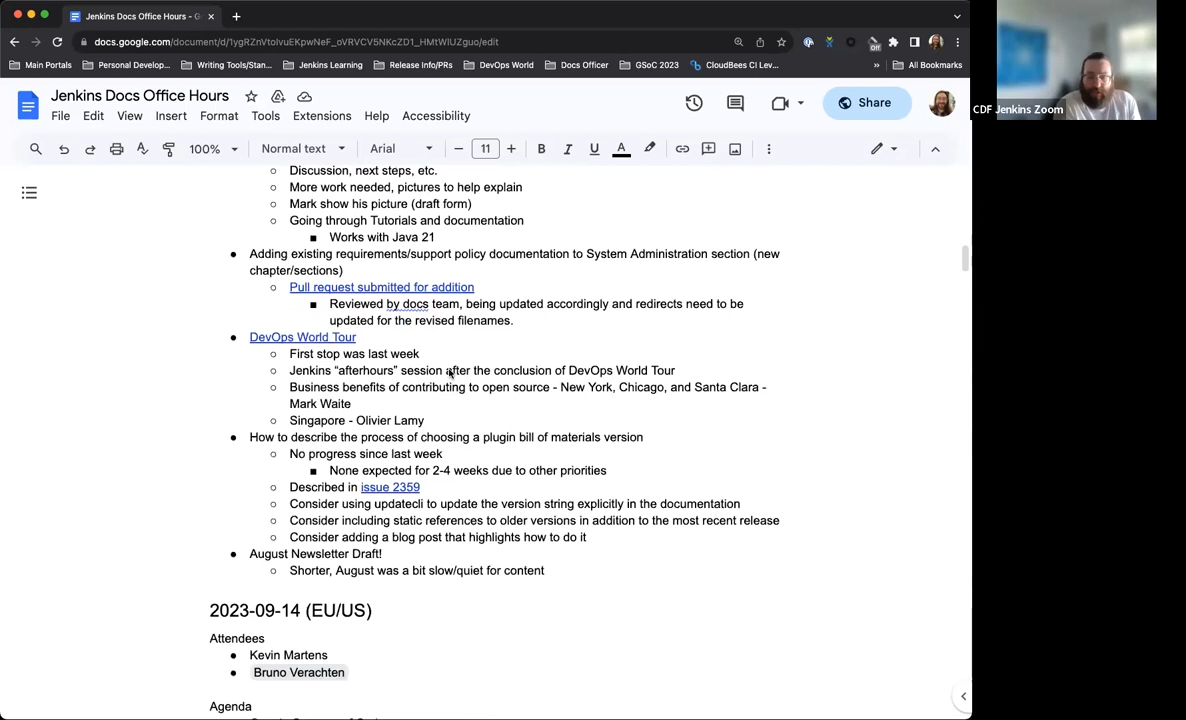 Jenkins Docs Office Hours - G
docs.google.com/document/d/1ygRZnVtoIvuEKpwNeF_oVRVCV5NKcZD1_HMtWlUZguo/edit
Off
Main Portals
Personal Develop...
Writing Tools/Stan...
Jenkins Learning
Release Info/PRs
DevOps World
Docs Officer
GSoC 2023
CloudBees CI Lev...
»
All Bookmarks
CDF Jenkins Zoom
Jenkins Docs Office Hours
File Edit View Insert Format Tools Extensions Help Accessibility
Share
100% Normal text Arial 11 B I U A
○ Discussion, next steps, etc.
○ More work needed, pictures to help explain
○ Mark show his picture (draft form)
○ Going through Tutorials and documentation
■ Works with Java 21
● Adding existing requirements/support policy documentation to System Administration section (new
chapter/sections)
○ Pull request submitted for addition
■ Reviewed by docs team, being updated accordingly and redirects need to be
updated for the revised filenames.
● DevOps World Tour
○ First stop was last week
○ Jenkins “afterhours” session after the conclusion of DevOps World Tour
○ Business benefits of contributing to open source - New York, Chicago, and Santa Clara -
Mark Waite
○ Singapore - Olivier Lamy
● How to describe the process of choosing a plugin bill of materials version
○ No progress since last week
■ None expected for 2-4 weeks due to other priorities
○ Described in issue 2359
○ Consider using updatecli to update the version string explicitly in the documentation
○ Consider including static references to older versions in addition to the most recent release
○ Consider adding a blog post that highlights how to do it
● August Newsletter Draft!
○ Shorter, August was a bit slow/quiet for content
2023-09-14 (EU/US)
Attendees
● Kevin Martens
● Bruno Verachten
Agenda